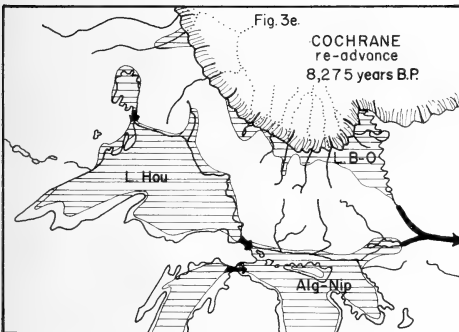 Fig. 3e.
COCHRANE
re-advance
8,275 years B.P.
L. Hou
L. B-O
Alg-Nip